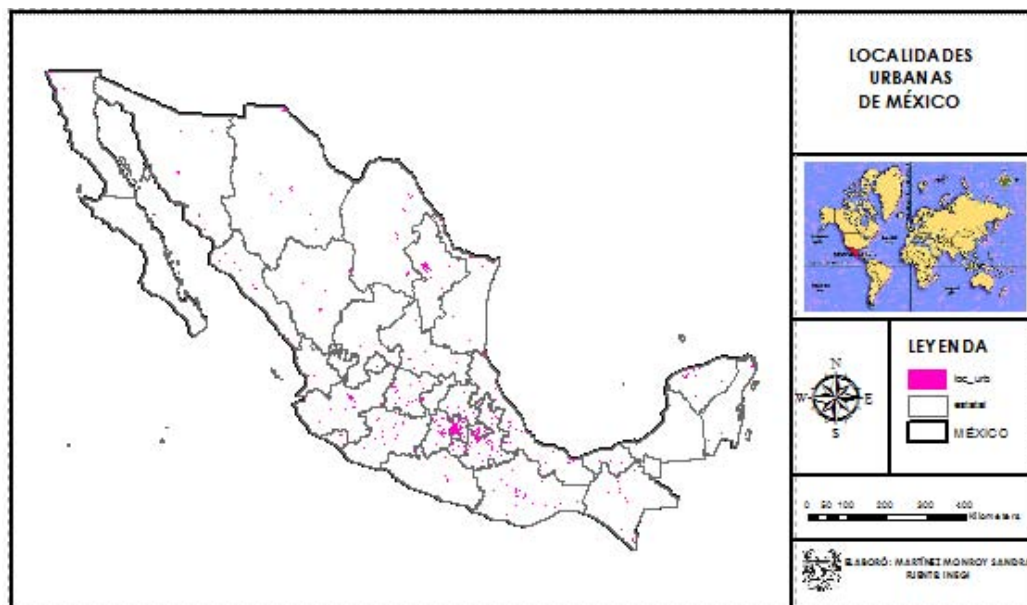 LOCALIDADES
URBANAS
DE MÉXICO
N
W
E
S
LEYENDA
loc_urb
estatal
MÉXICO
0 50 100 200 300 400
Kilometers
ELABORÓ: MARTÍNEZ MONROY SANDRA
FUENTE: INEGI